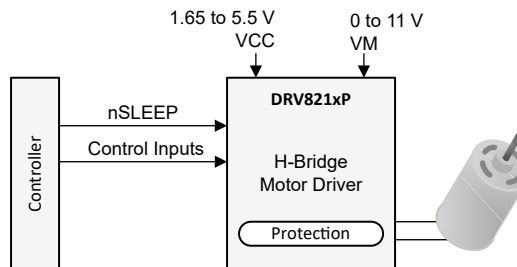 1.65 to 5.5 V
VCC
0 to 11 V
VM
DRV821xP
Controller
nSLEEP
Control Inputs
H-Bridge
Motor Driver
Protection